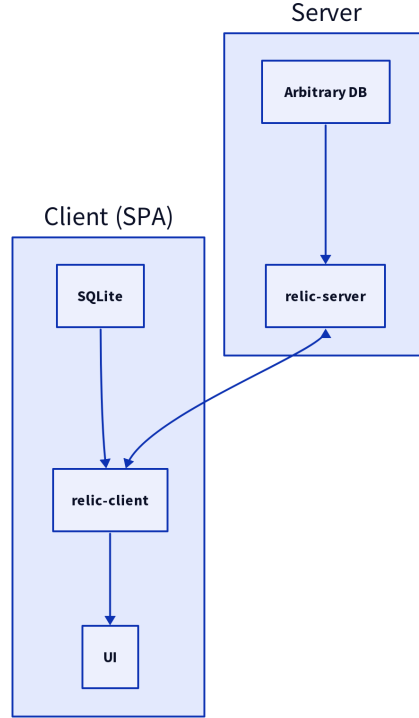 Server
Arbitrary DB
Client (SPA)
SQLite
relic-server
relic-client
UI